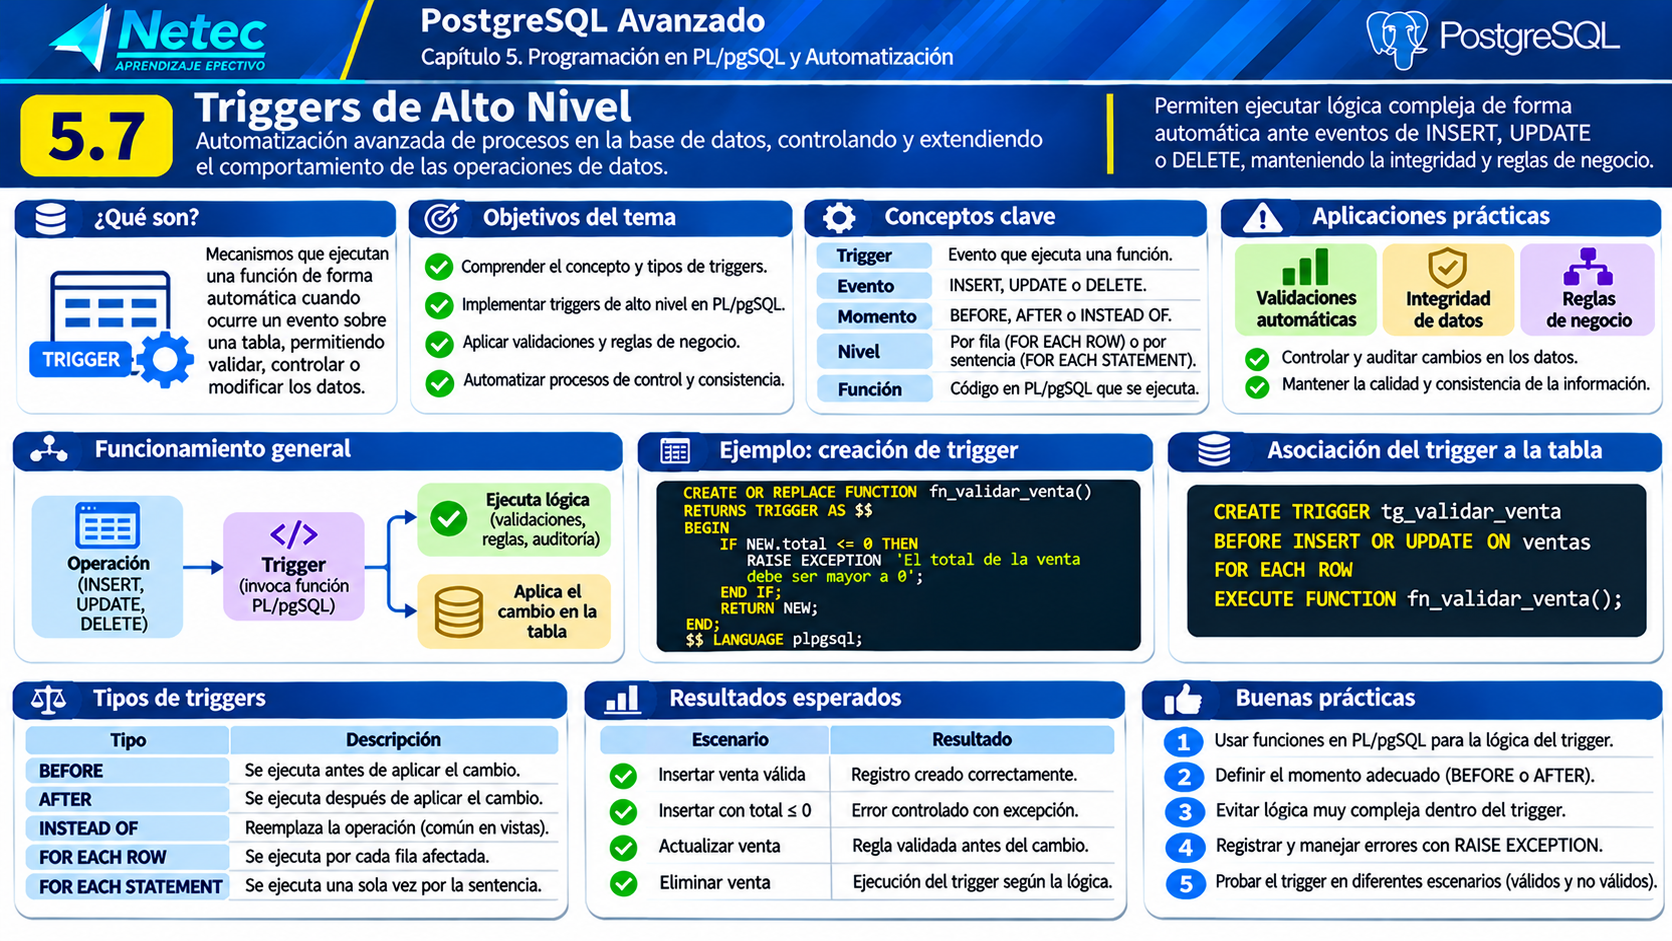 Netec
APRENDIZAJE EFECTIVO
PostgreSQL Avanzado
Capítulo 5. Programación en PL/pgSQL y Automatización
PostgreSQL
5.7
Triggers de Alto Nivel
Automatización avanzada de procesos en la base de datos, controlando y extendiendo
el comportamiento de las operaciones de datos.
Permiten ejecutar lógica compleja de forma
automática ante eventos de INSERT, UPDATE
o DELETE, manteniendo la integridad y reglas de negocio.
¿Qué son?
TRIGGER
Mecanismos que ejecutan
una función de forma
automática cuando
ocurre un evento sobre
una tabla, permitiendo
validar, controlar o
modificar los datos.
Objetivos del tema
Comprender el concepto y tipos de triggers.
Implementar triggers de alto nivel en PL/pgSQL.
Aplicar validaciones y reglas de negocio.
Automatizar procesos de control y consistencia.
Conceptos clave
Trigger Evento que ejecuta una función.
Evento INSERT, UPDATE o DELETE.
Momento BEFORE, AFTER o INSTEAD OF.
Nivel Por fila (FOR EACH ROW) o por
sentencia (FOR EACH STATEMENT).
Función Código en PL/pgSQL que se ejecuta.
Aplicaciones prácticas
Validaciones
automáticas
Integridad
de datos
Reglas
de negocio
Controlar y auditar cambios en los datos.
Mantener la calidad y consistencia de la información.
Funcionamiento general
Operación
(INSERT,
UPDATE,
DELETE)
</>
Trigger
(invoca función
PL/pgSQL)
Ejecuta lógica
(validaciones,
reglas, auditoría)
Aplica el
cambio en la
tabla
Ejemplo: creación de trigger
CREATE OR REPLACE FUNCTION fn_validar_venta()
RETURNS TRIGGER AS $$
BEGIN
IF NEW.total <= 0 THEN
RAISE EXCEPTION 'El total de la venta
debe ser mayor a 0';
END IF;
RETURN NEW;
END;
$$ LANGUAGE plpgsql;
Asociación del trigger a la tabla
CREATE TRIGGER tg_validar_venta
BEFORE INSERT OR UPDATE ON ventas
FOR EACH ROW
EXECUTE FUNCTION fn_validar_venta();
Tipos de triggers
Tipo Descripción
BEFORE Se ejecuta antes de aplicar el cambio.
AFTER Se ejecuta después de aplicar el cambio.
INSTEAD OF Reemplaza la operación (común en vistas).
FOR EACH ROW Se ejecuta por cada fila afectada.
FOR EACH STATEMENT Se ejecuta una sola vez por la sentencia.
Resultados esperados
Escenario Resultado
Insertar venta válida Registro creado correctamente.
Insertar con total ≤ 0 Error controlado con excepción.
Actualizar venta Regla validada antes del cambio.
Eliminar venta Ejecución del trigger según la lógica.
Buenas prácticas
1 Usar funciones en PL/pgSQL para la lógica del trigger.
2 Definir el momento adecuado (BEFORE o AFTER).
3 Evitar lógica muy compleja dentro del trigger.
4 Registrar y manejar errores con RAISE EXCEPTION.
5 Probar el trigger en diferentes escenarios (válidos y no válidos).